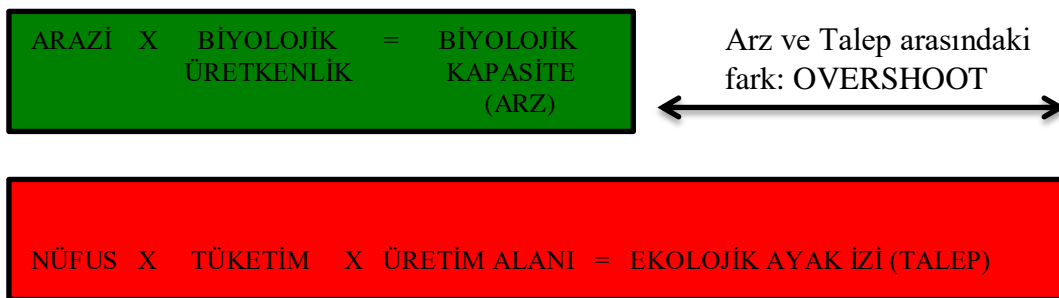 ARAZİ X BİYOLOJİK = BİYOLOJİK
ÜRETKENLİK KAPASİTE
(ARZ)
Arz ve Talep arasındaki
fark: OVERSHOOT
NÜFUS X TÜKETİM X ÜRETİM ALANI = EKOLOJİK AYAK İZİ (TALEP)